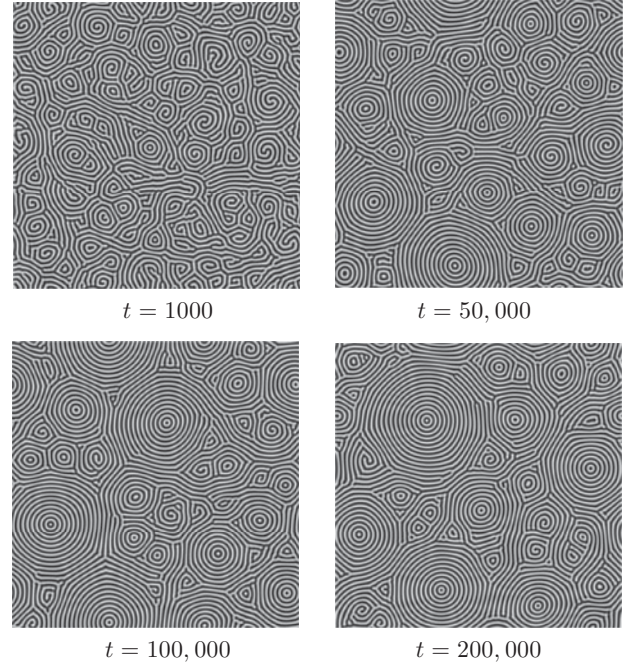 t = 1000
t = 50, 000
t = 100, 000
t = 200, 000